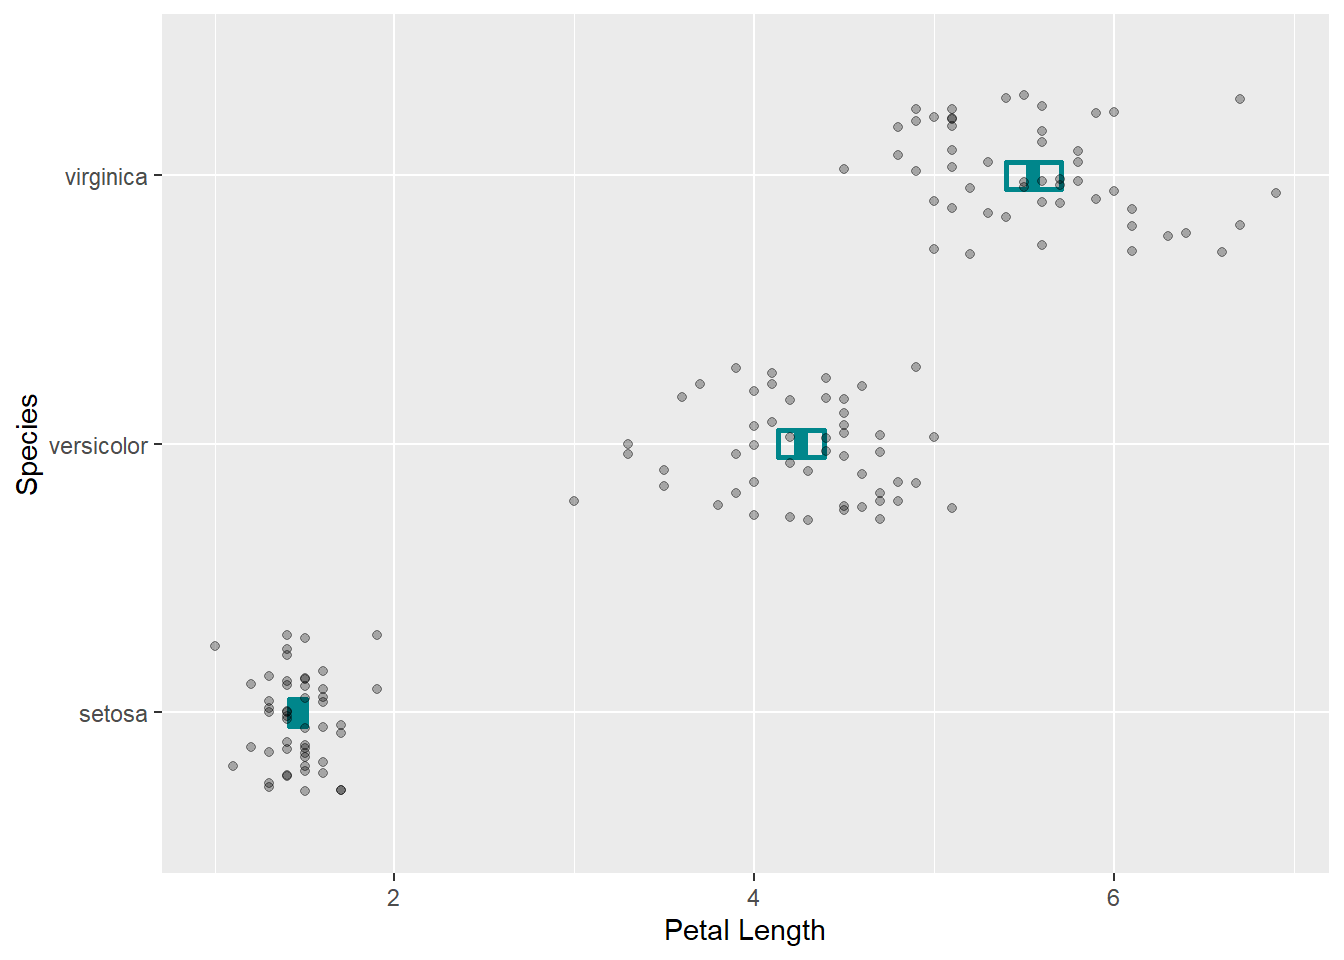 virginica
versicolor
setosa
Species
2 4 6
Petal Length